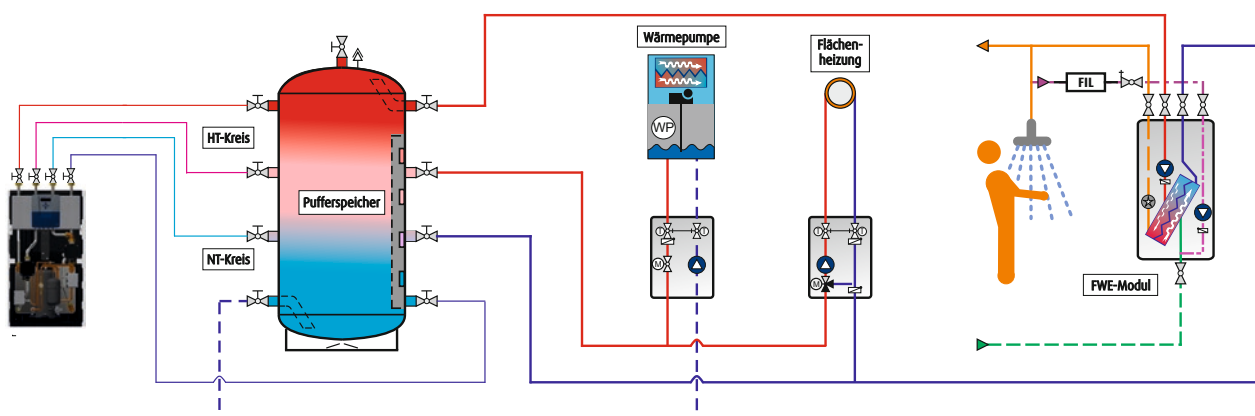 Wärmepumpe
Flächen-
heizung
FIL
HT-Kreis
WP
Pufferspeicher
NT-Kreis
T
T
T
T
M
M
FWE-Modul